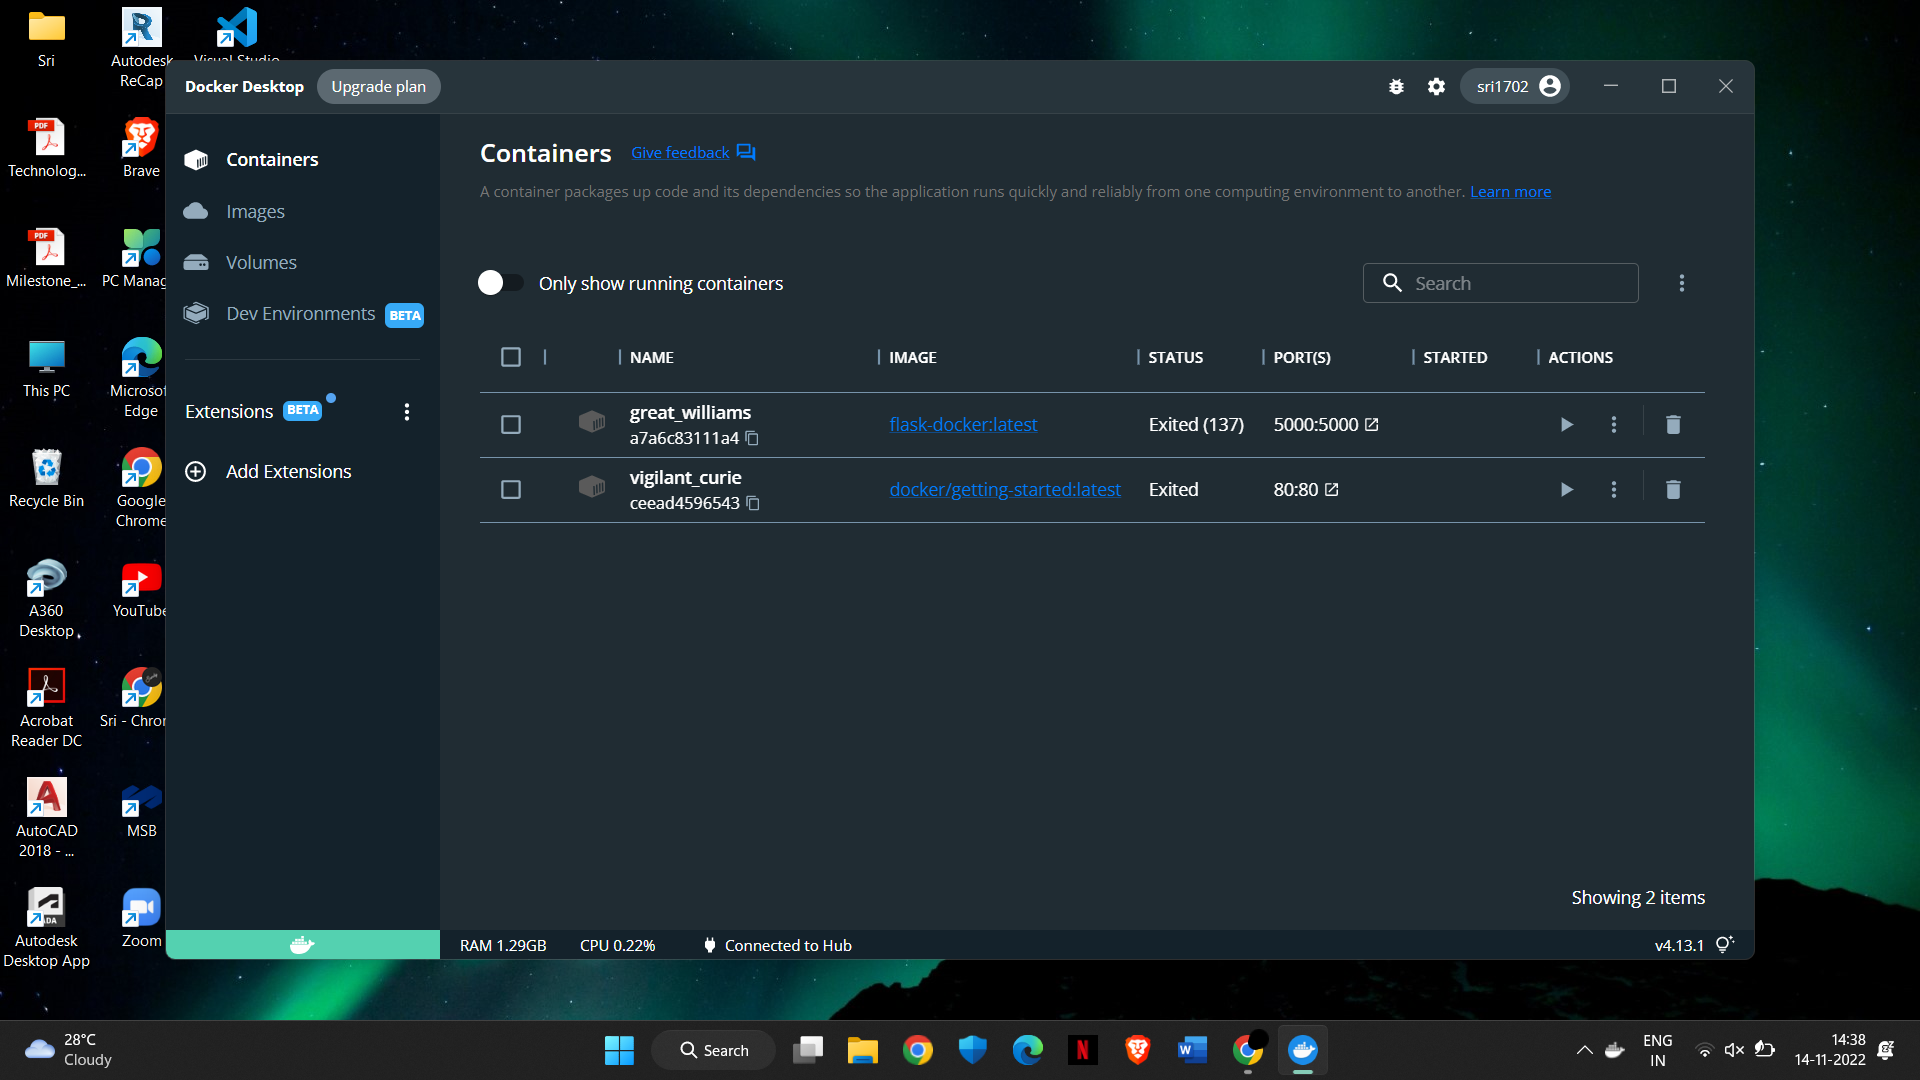 Sri
Autodesk
ReCap
Visual Studio
Technolog...
Brave
Milestone_...
PC Manag
This PC
Microsof
Edge
Recycle Bin
Google
Chrome
A360
Desktop
YouTube
Acrobat
Reader DC
Sri - Chrom
AutoCAD
2018 - ...
MSB
Autodesk
Desktop App
Zoom
Docker Desktop
Upgrade plan
sri1702
Containers
Images
Volumes
Dev Environments BETA
Extensions BETA
Add Extensions
Containers Give feedback
A container packages up code and its dependencies so the application runs quickly and reliably from one computing environment to another. Learn more
Only show running containers
Search
NAME IMAGE STATUS PORT(S) STARTED ACTIONS
great_williams
a7a6c83111a4
flask-docker:latest Exited (137) 5000:5000
vigilant_curie
ceead4596543
docker/getting-started:latest Exited 80:80
Showing 2 items
RAM 1.29GB CPU 0.22% Connected to Hub v4.13.1
28°C
Cloudy
Search
ENG
IN
14:38
14-11-2022